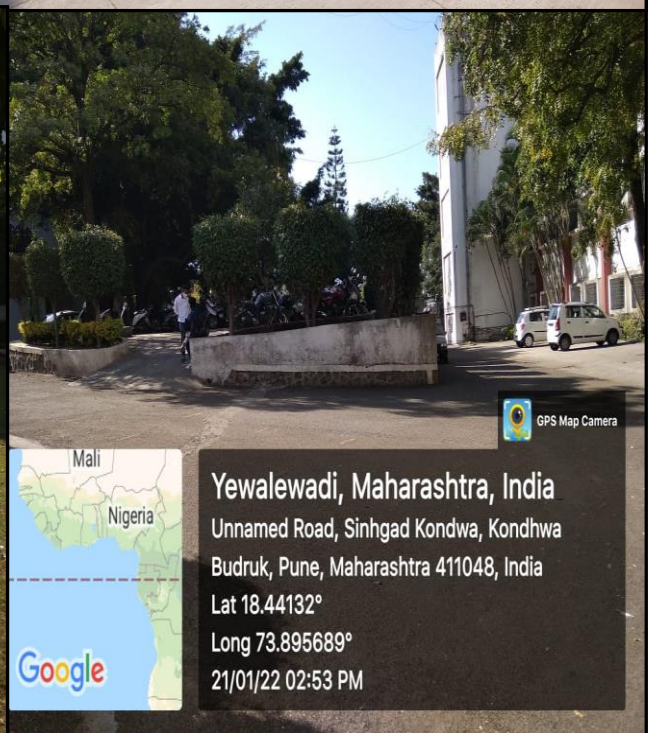 GPS Map Camera
Mali
Nigeria
Google
Yewalewadi, Maharashtra, India
Unnamed Road, Sinhgad Kondwa, Kondhwa
Budruk, Pune, Maharashtra 411048, India
Lat 18.44132°
Long 73.895689°
21/01/22 02:53 PM